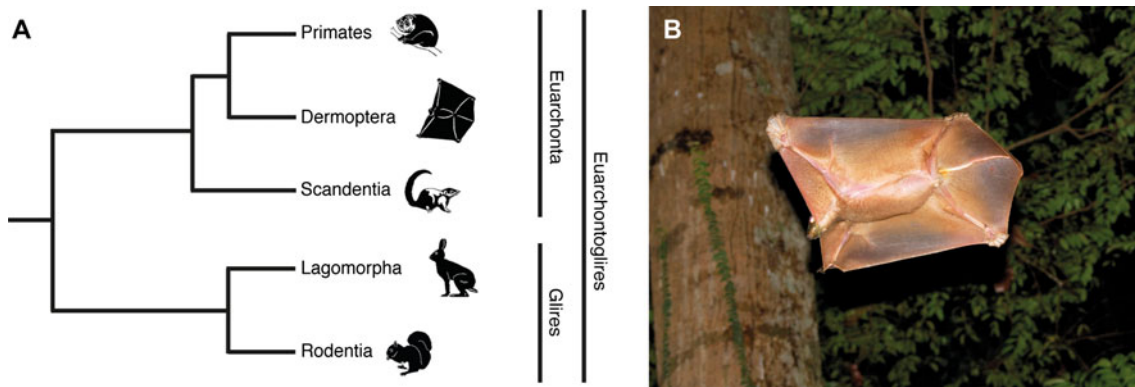 A
Primates
Dermoptera
Scandentia
Lagomorpha
Rodentia
Euarchonta
Glires
Euarchontoglires
B